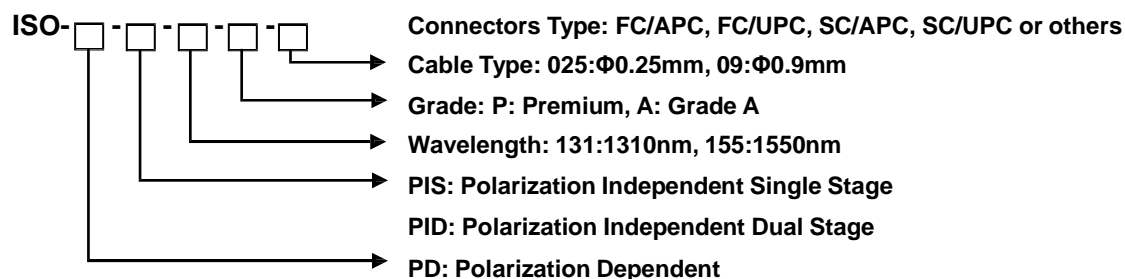 ISO- - - - -
Connectors Type: FC/APC, FC/UPC, SC/APC, SC/UPC or others
Cable Type: 025:Φ0.25mm, 09:Φ0.9mm
Grade: P: Premium, A: Grade A
Wavelength: 131:1310nm, 155:1550nm
PIS: Polarization Independent Single Stage
PID: Polarization Independent Dual Stage
PD: Polarization Dependent